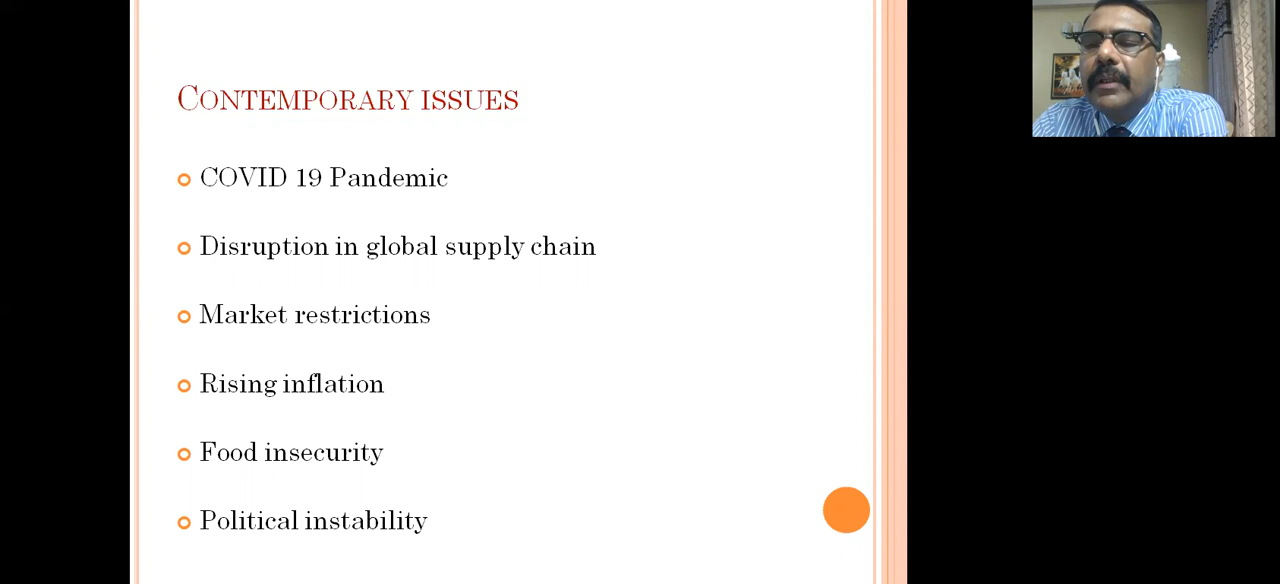 CONTEMPORARY ISSUES
COVID 19 Pandemic
Disruption in global supply chain
Market restrictions
Rising inflation
Food insecurity
Political instability